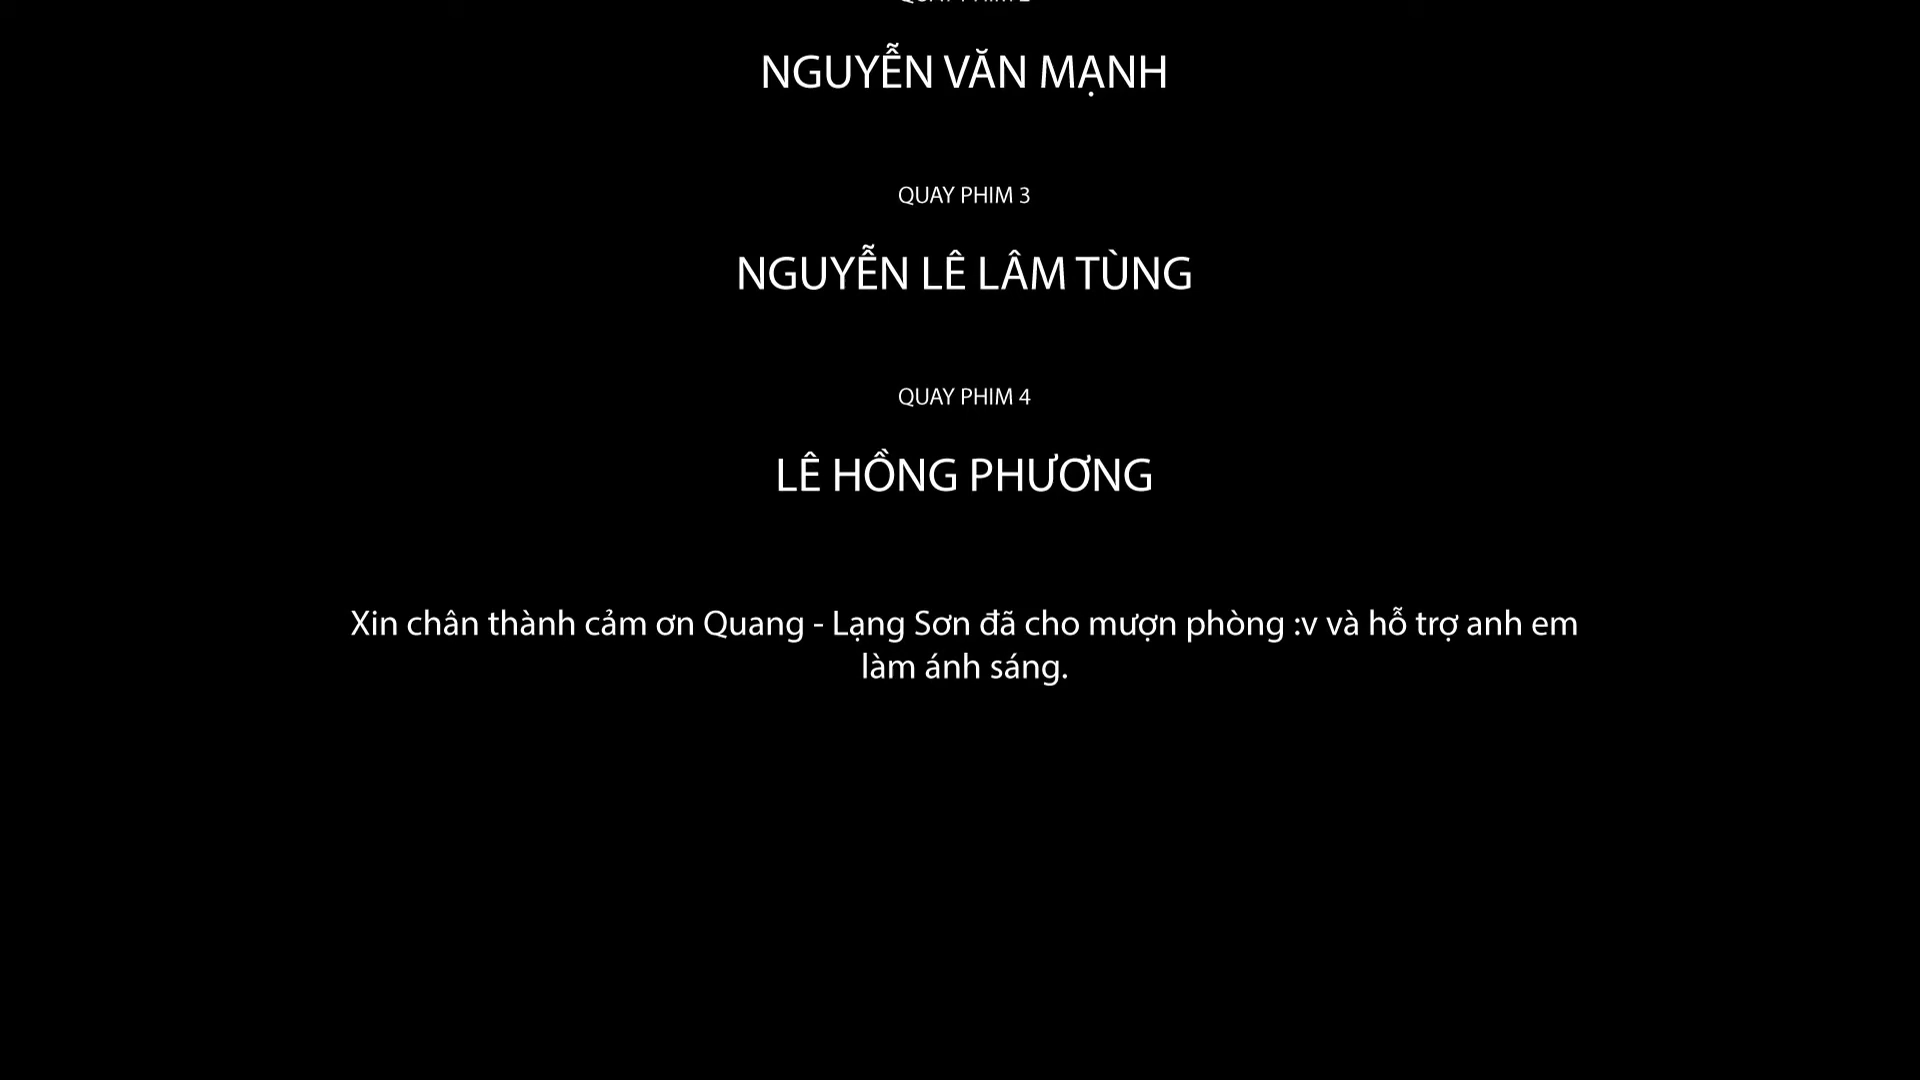 NGUYỄN VĂN MẠNH
QUAY PHIM 3
NGUYỄN LÊ LÂM TÙNG
QUAY PHIM 4
LÊ HỒNG PHƯƠNG
Xin chân thành cảm ơn Quang - Lạng Sơn đã cho mượn phòng :v và hỗ trợ anh em
làm ánh sáng.